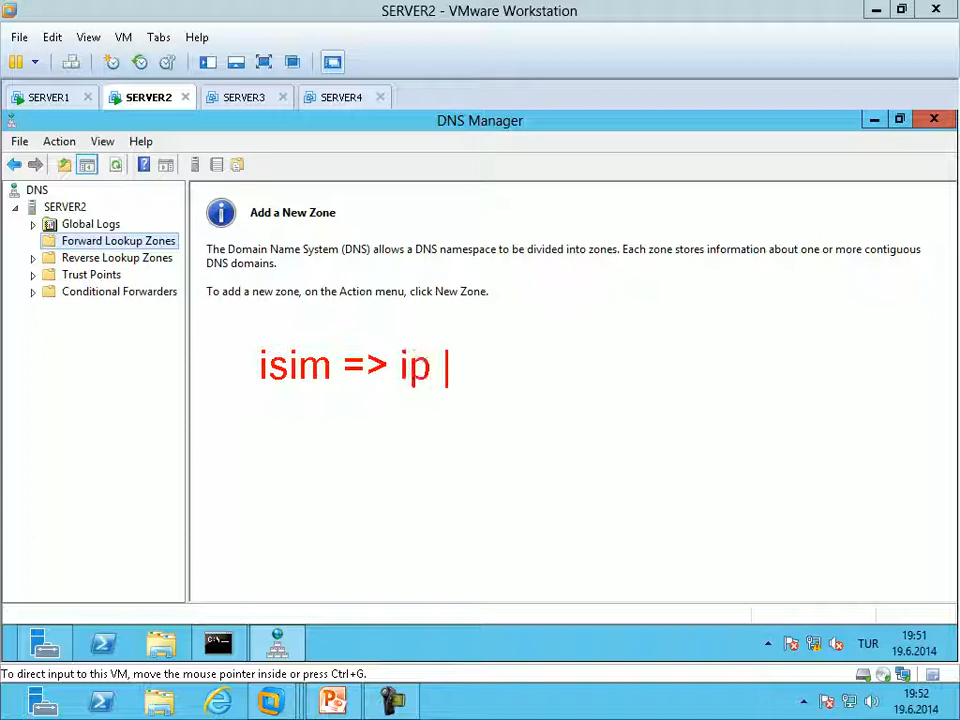 SERVER2 - VMware Workstation
File Edit View VM Tabs Help
SERVER1 SERVER2 SERVER3 SERVER4
DNS Manager
File Action View Help
DNS
SERVER2
Global Logs
Forward Lookup Zones
Reverse Lookup Zones
Trust Points
Conditional Forwarders
Add a New Zone
The Domain Name System (DNS) allows a DNS namespace to be divided into zones. Each zone stores information about one or more contiguous
DNS domains.
To add a new zone, on the Action menu, click New Zone.
isim => ip |
TUR
19:51
19.6.2014
To direct input to this VM, move the mouse pointer inside or press Ctrl+G.
19:52
19.6.2014